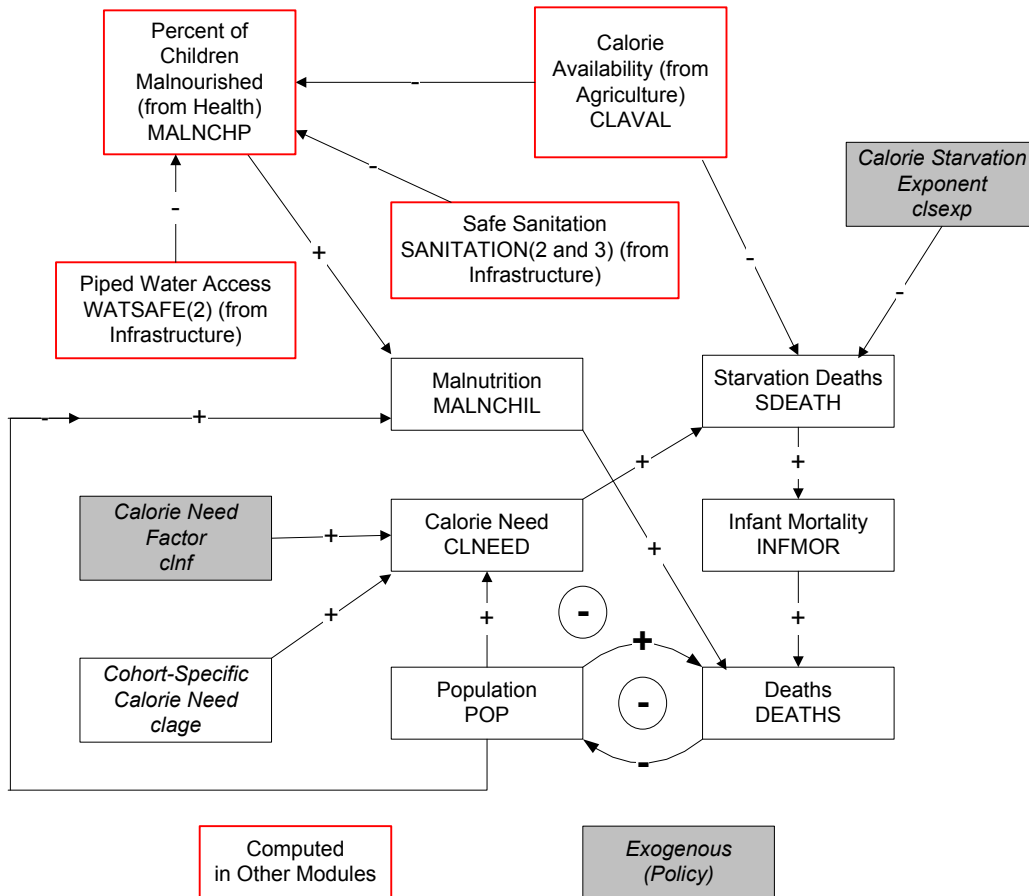 Percent of
Children
Malnourished
(from Health)
MALNCHP
Calorie
Availability (from
Agriculture)
CLAVAL
Calorie Starvation
Exponent
clsexp
-
-
-
Safe Sanitation
SANITATION(2 and 3) (from
Infrastructure)
+
Piped Water Access
WATSAFE(2) (from
Infrastructure)
-
-
Malnutrition
MALNCHIL
Starvation Deaths
SDEATH
-
+
+
+
Calorie Need
Factor
clnf
+
Calorie Need
CLNEED
Infant Mortality
INFMOR
+
+
+
-
+
+
Cohort-Specific
Calorie Need
clage
Population
POP
-
Deaths
DEATHS
-
Computed
in Other Modules
Exogenous
(Policy)